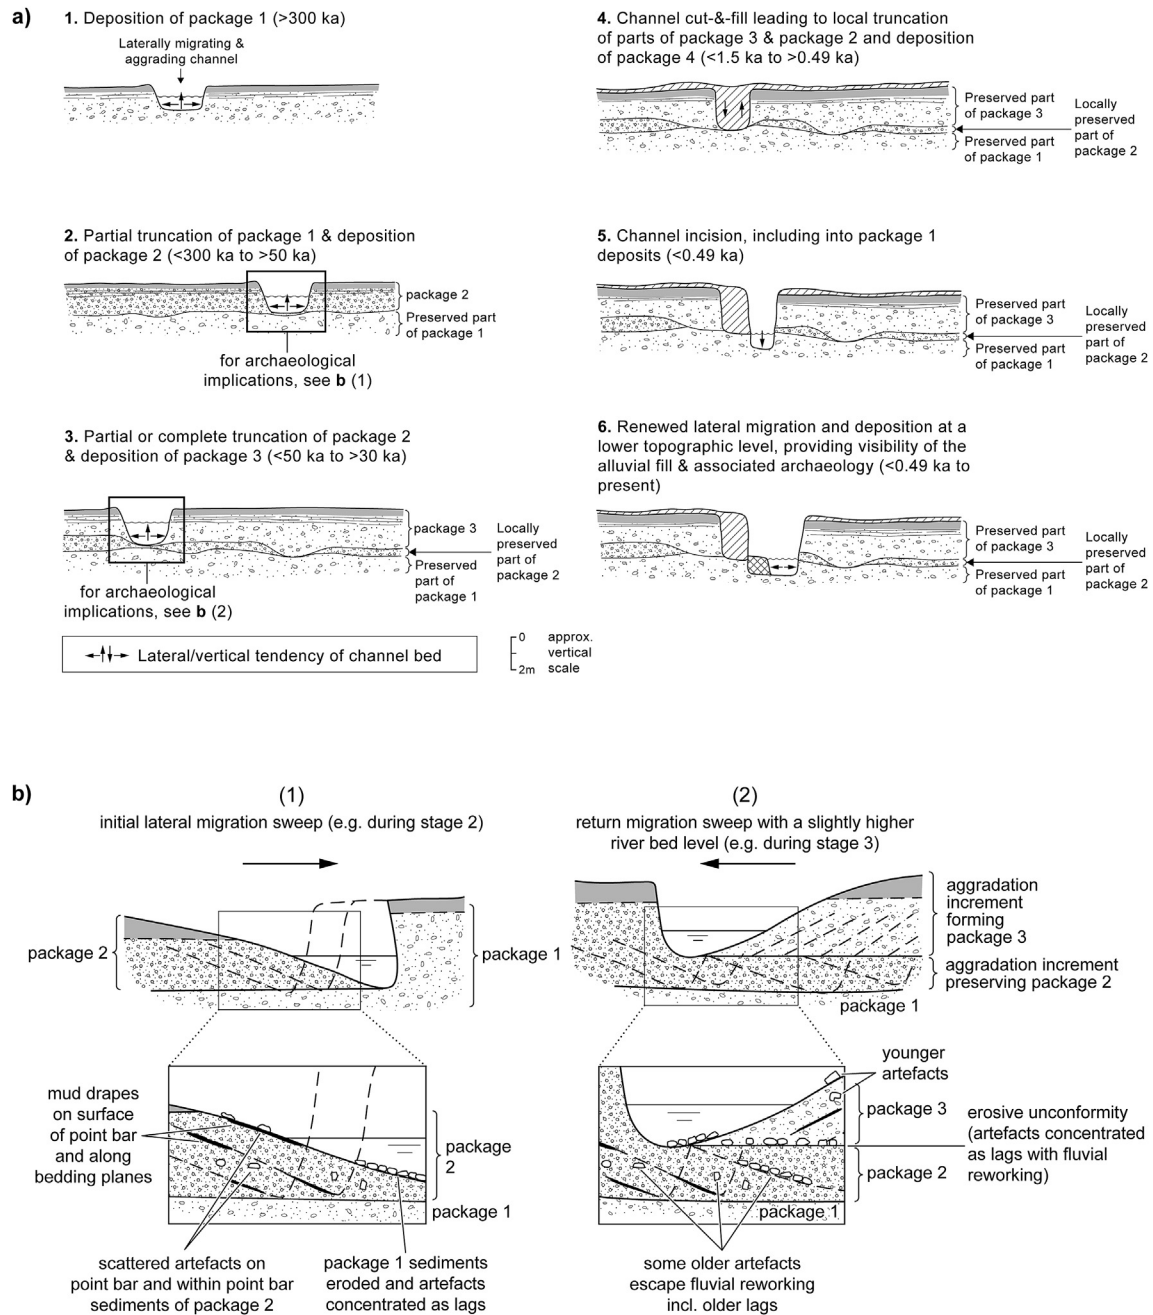 a)
1. Deposition of package 1 (>300 ka)
Laterally migrating &
aggrading channel
2. Partial truncation of package 1 & deposition
of package 2 (<300 ka to >50 ka)
package 2
Preserved part
of package 1
for archaeological
implications, see b (1)
3. Partial or complete truncation of package 2
& deposition of package 3 (<50 ka to >30 ka)
package 3
Preserved
part of
package 1
Locally
preserved
part of
package 2
for archaeological
implications, see b (2)
Lateral/vertical tendency of channel bed
0
2m
approx.
vertical
scale
4. Channel cut-&-fill leading to local truncation
of parts of package 3 & package 2 and deposition
of package 4 (<1.5 ka to >0.49 ka)
Preserved part
of package 3
Preserved part
of package 1
Locally
preserved
part of
package 2
5. Channel incision, including into package 1
deposits (<0.49 ka)
Preserved part
of package 3
Preserved part
of package 1
Locally
preserved
part of
package 2
6. Renewed lateral migration and deposition at a
lower topographic level, providing visibility of the
alluvial fill & associated archaeology (<0.49 ka to
present)
Preserved part
of package 3
Preserved part
of package 1
Locally
preserved
part of
package 2
b)
(1)
initial lateral migration sweep (e.g. during stage 2)
package 2
package 1
mud drapes
on surface
of point bar
and along
bedding planes
package
2
package 1
scattered artefacts on
point bar and within point bar
sediments of package 2
package 1 sediments
eroded and artefacts
concentrated as lags
(2)
return migration sweep with a slightly higher
river bed level (e.g. during stage 3)
aggradation
increment
forming
package 3
aggradation increment
preserving package 2
package 1
younger
artefacts
package 3
erosive unconformity
(artefacts concentrated
as lags with fluvial
reworking)
package 2
package 1
some older artefacts
escape fluvial reworking
incl. older lags